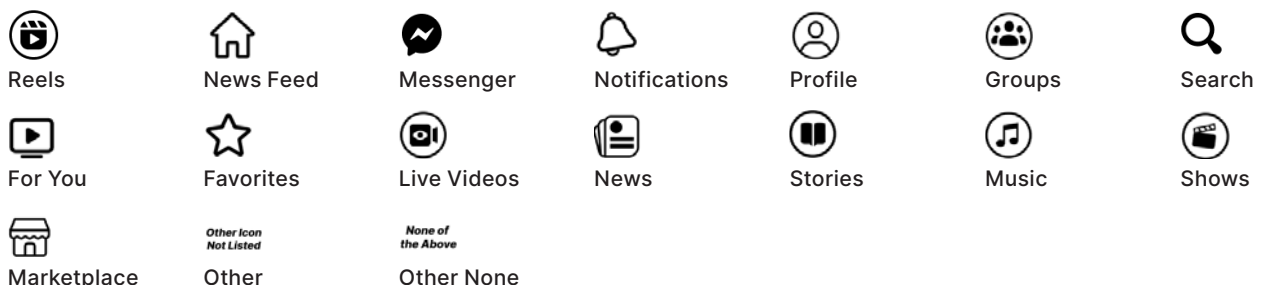 Reels News Feed Messenger Notifications Profile Groups Search
For You Favorites Live Videos News Stories Music Shows
Other Icon None of
Not Listed the Above
Marketplace Other Other None